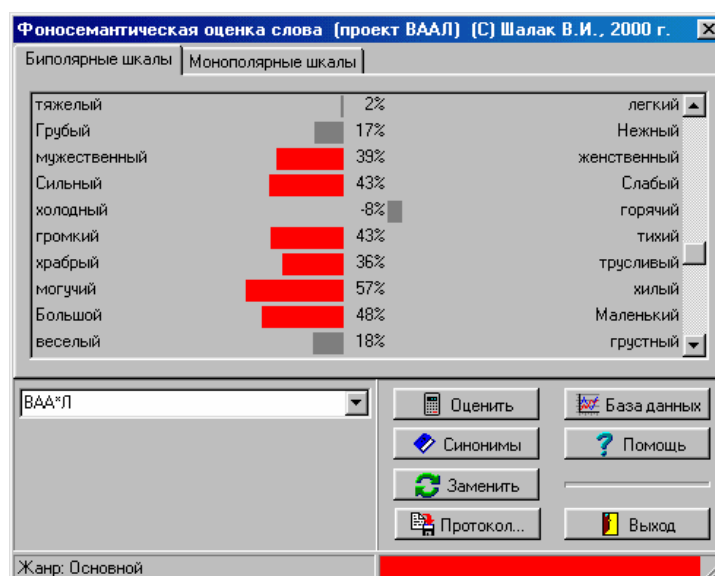 Фоносемантическая оценка слова (проект ВААЛ) (С) Шалак В.И., 2000 г.
Биполярные шкалы Монополярные шкалы
тяжелый 2% легкий
Грубый 17% Нежный
мужественный 39% женственный
Сильный 43% Слабый
холодный -8% горячий
громкий 43% тихий
храбрый 36% трусливый
могучий 57% хилый
Большой 48% Маленький
веселый 18% грустный
ВАА*Л
Оценить База данных
Синонимы Помощь
Заменить
Протокол... Выход
Жанр: Основной